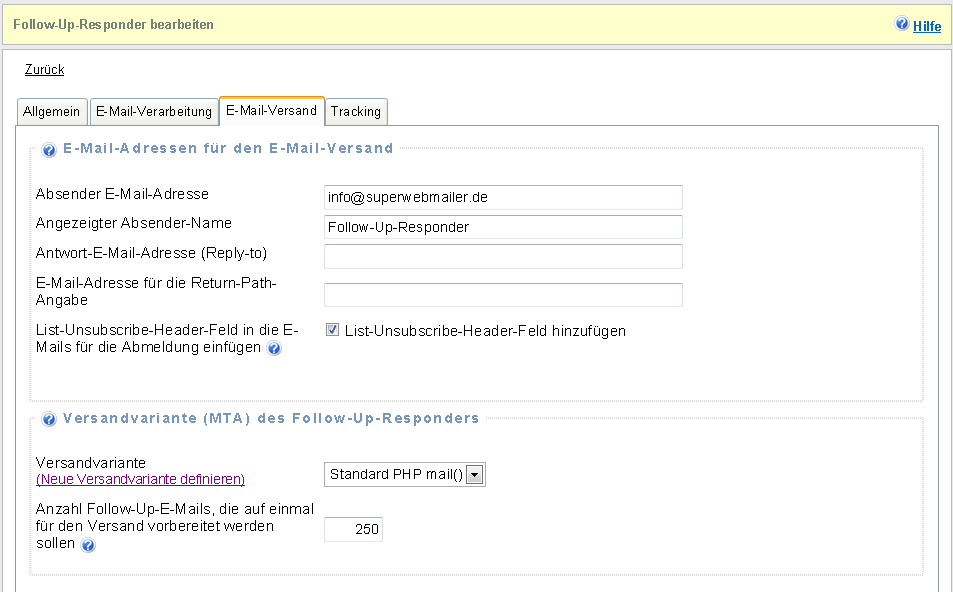 Follow-Up-Responder bearbeiten
Hilfe
Zurück
Allgemein
E-Mail-Verarbeitung
E-Mail-Versand
Tracking
E-Mail-Adressen für den E-Mail-Versand
Absender E-Mail-Adresse
info@superwebmailer.de
Angezeigter Absender-Name
Follow-Up-Responder
Antwort-E-Mail-Adresse (Reply-to)
E-Mail-Adresse für die Return-Path-
Angabe
List-Unsubscribe-Header-Feld in die E-
Mails für die Abmeldung einfügen
List-Unsubscribe-Header-Feld hinzufügen
Versandvariante (MTA) des Follow-Up-Responders
Versandvariante
(Neue Versandvariante definieren)
Standard PHP mail()
Anzahl Follow-Up-E-Mails, die auf einmal
für den Versand vorbereitet werden
sollen
250